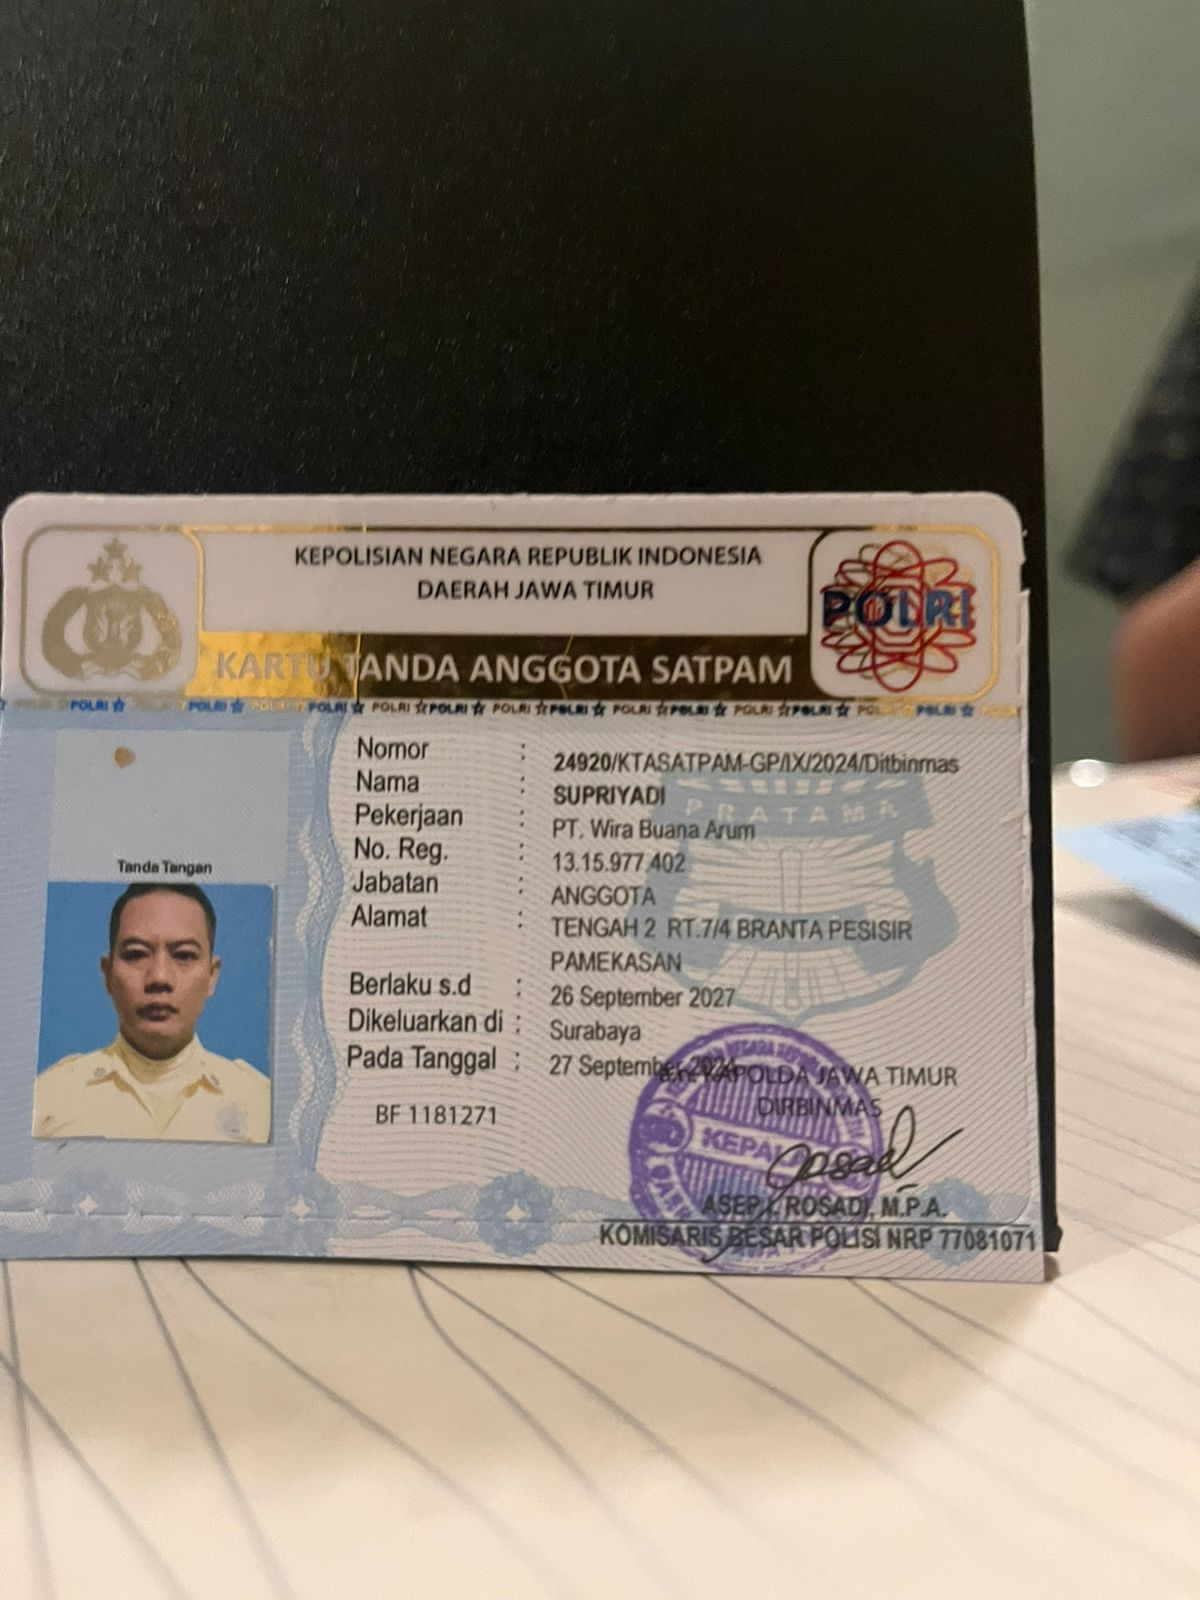 KEPOLISIAN NEGARA REPUBLIK INDONESIA
DAERAH JAWA TIMUR
POLRI
KARTU TANDA ANGGOTA SATPAM
POLRI POLRI POLRI POLRI POLRI POLRI POLRI POLRI POLRI POLRI POLRI POLRI POLRI
Nomor : 24920/KTASATPAM-GP/IX/2024/Ditbinmas
Nama : SUPRIYADI
PRATAMA
Pekerjaan : PT. Wira Buana Arum
No. Reg. : 13.15.977.402
Jabatan : ANGGOTA
Alamat : TENGAH 2 RT.7/4 BRANTA PESISIR
PAMEKASAN
Berlaku s.d : 26 September 2027
Dikeluarkan di : Surabaya
Pada Tanggal : 27 September 2024
Tanda Tangan
BF 1181271
a.n. KAPOLDA JAWA TIMUR
DIRBINMAS
KEPALA
ASEP I. ROSADI, M.P.A.
KOMISARIS BESAR POLISI NRP 77081071